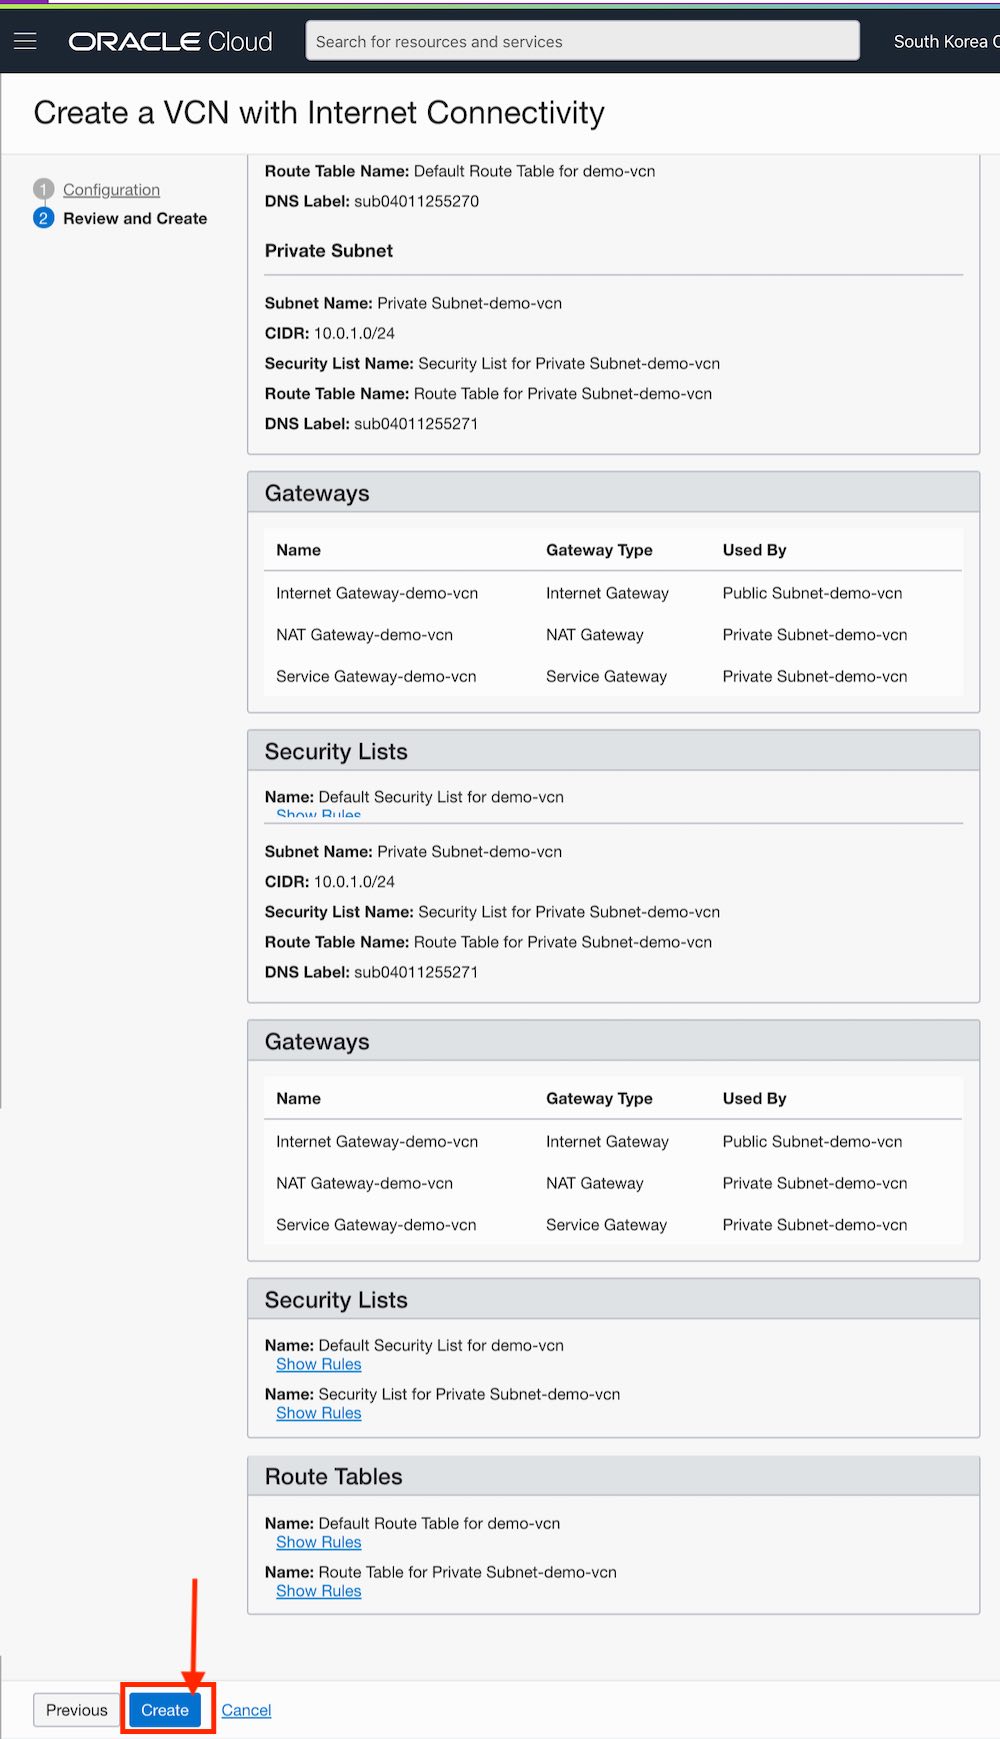 ORACLE Cloud
Search for resources and services
South Korea C
Create a VCN with Internet Connectivity
1 Configuration
2 Review and Create
Route Table Name: Default Route Table for demo-vcn
DNS Label: sub04011255270
Private Subnet
Subnet Name: Private Subnet-demo-vcn
CIDR: 10.0.1.0/24
Security List Name: Security List for Private Subnet-demo-vcn
Route Table Name: Route Table for Private Subnet-demo-vcn
DNS Label: sub04011255271
Gateways
Name Gateway Type Used By
Internet Gateway-demo-vcn Internet Gateway Public Subnet-demo-vcn
NAT Gateway-demo-vcn NAT Gateway Private Subnet-demo-vcn
Service Gateway-demo-vcn Service Gateway Private Subnet-demo-vcn
Security Lists
Name: Default Security List for demo-vcn
Show Rules
Subnet Name: Private Subnet-demo-vcn
CIDR: 10.0.1.0/24
Security List Name: Security List for Private Subnet-demo-vcn
Route Table Name: Route Table for Private Subnet-demo-vcn
DNS Label: sub04011255271
Gateways
Name Gateway Type Used By
Internet Gateway-demo-vcn Internet Gateway Public Subnet-demo-vcn
NAT Gateway-demo-vcn NAT Gateway Private Subnet-demo-vcn
Service Gateway-demo-vcn Service Gateway Private Subnet-demo-vcn
Security Lists
Name: Default Security List for demo-vcn
Show Rules
Name: Security List for Private Subnet-demo-vcn
Show Rules
Route Tables
Name: Default Route Table for demo-vcn
Show Rules
Name: Route Table for Private Subnet-demo-vcn
Show Rules
Previous Create Cancel